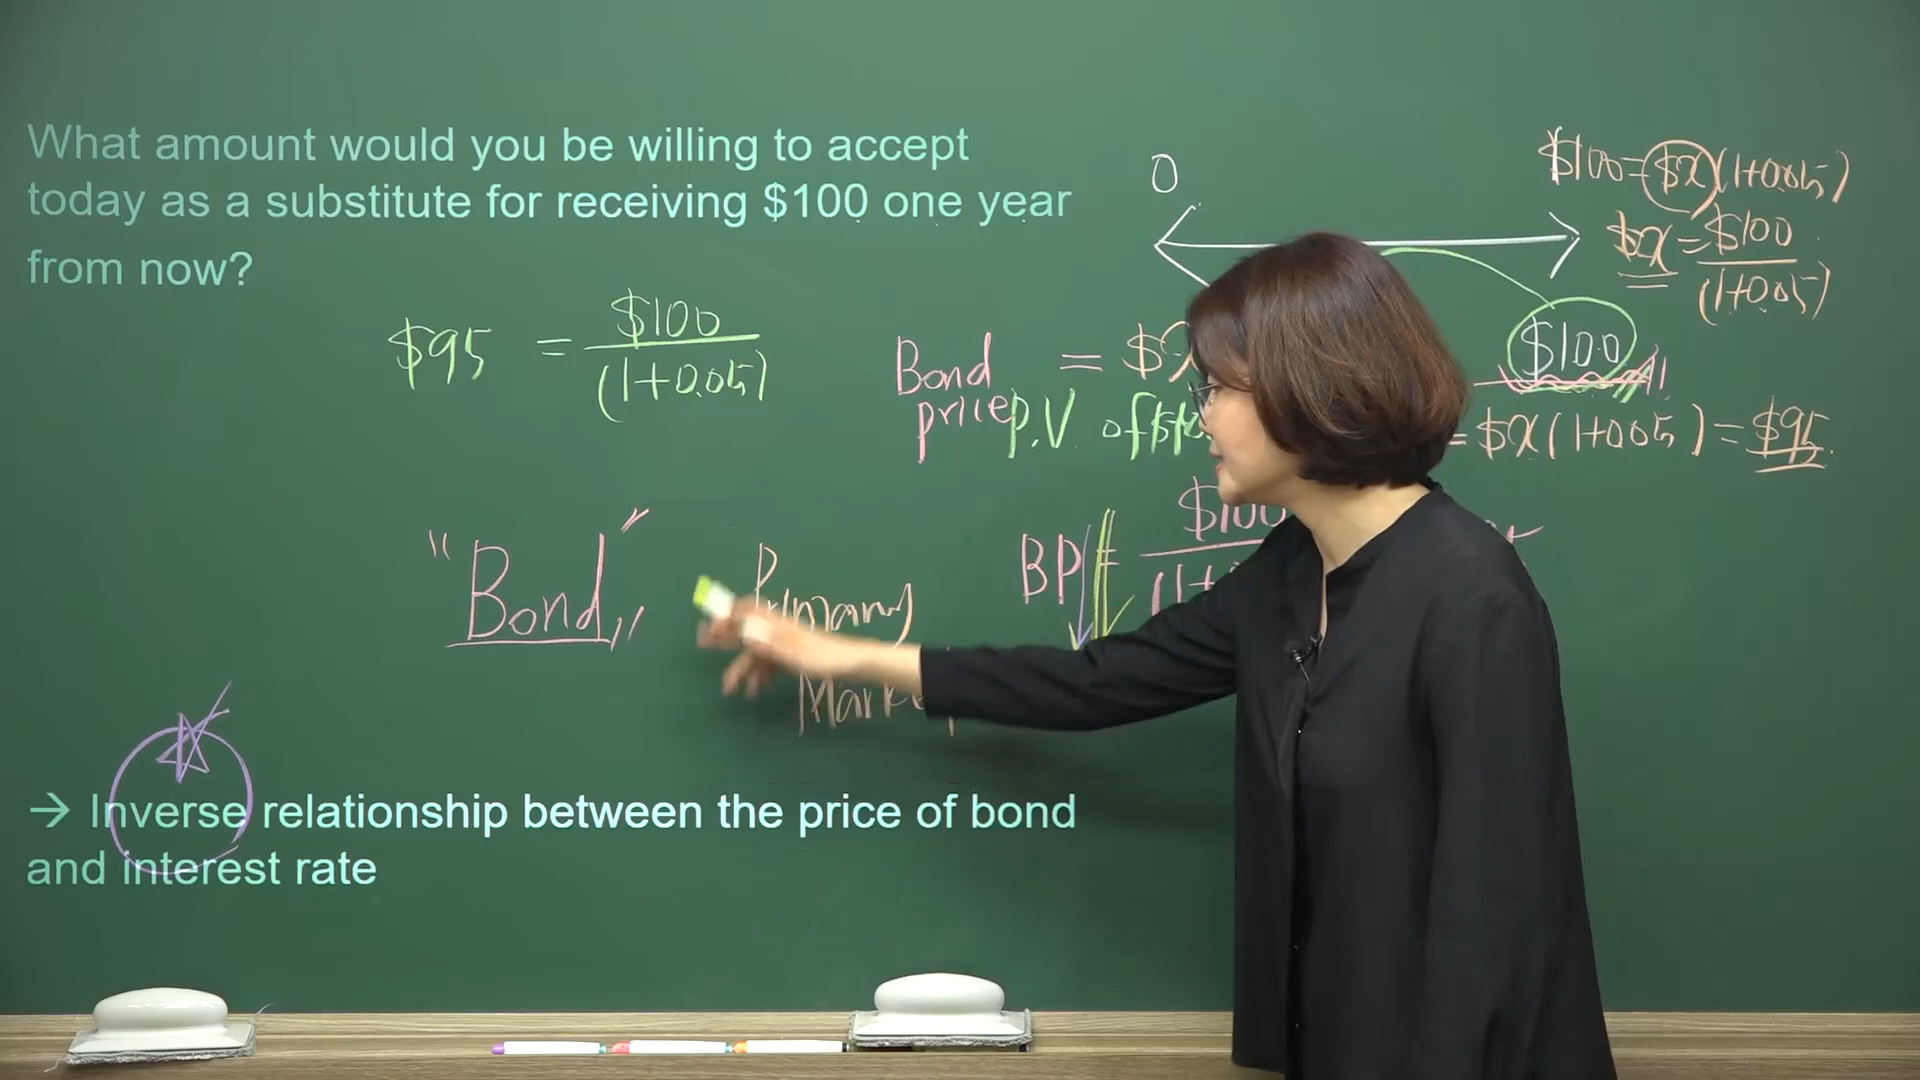 What amount would you be willing to accept
today as a substitute for receiving $100 one year
from now?
0
$100=$x(1+0.05)
$x=$100
(1+0.05)
$95 = $100
(1+0.05)
Bond
price
= $
$100
P.V of
= $x(1+0.05)=$95
"Bond"
Primary
Market
BP = $100
(1+
→ Inverse relationship between the price of bond
and interest rate